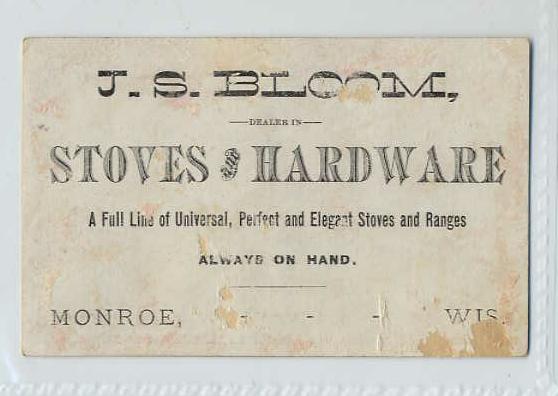 J. S. BLOOM,
DEALER IN
STOVES & HARDWARE
A Full Line of Universal, Perfect and Elegant Stoves and Ranges
ALWAYS ON HAND.
MONROE, - - - WIS.